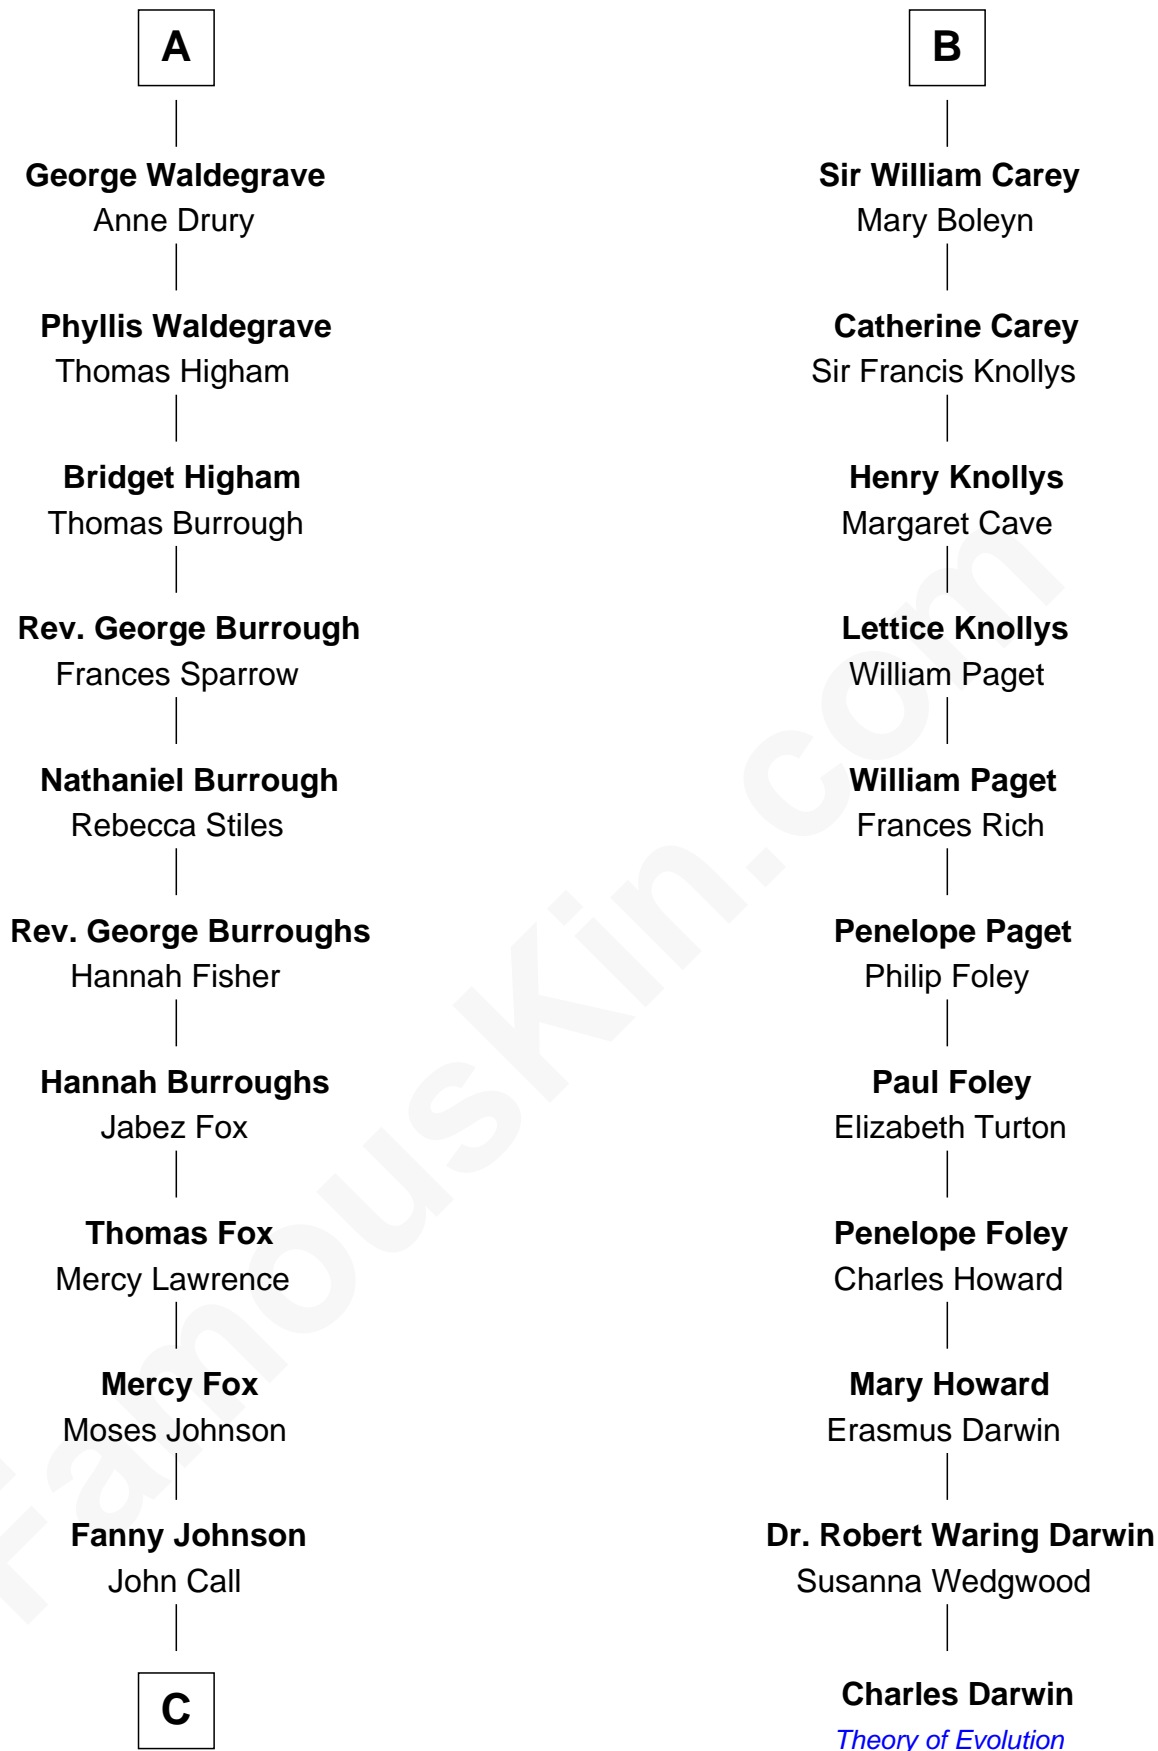 A
George Waldegrave
Anne Drury
Phyllis Waldegrave
Thomas Higham
Bridget Higham
Thomas Burrough
Rev. George Burrough
Frances Sparrow
Nathaniel Burrough
Rebecca Stiles
Rev. George Burroughs
Hannah Fisher
Hannah Burroughs
Jabez Fox
Thomas Fox
Mercy Lawrence
Mercy Fox
Moses Johnson
Fanny Johnson
John Call
C
B
Sir William Carey
Mary Boleyn
Catherine Carey
Sir Francis Knollys
Henry Knollys
Margaret Cave
Lettice Knollys
William Paget
William Paget
Frances Rich
Penelope Paget
Philip Foley
Paul Foley
Elizabeth Turton
Penelope Foley
Charles Howard
Mary Howard
Erasmus Darwin
Dr. Robert Waring Darwin
Susanna Wedgwood
Charles Darwin
Theory of Evolution
FamousKin.com